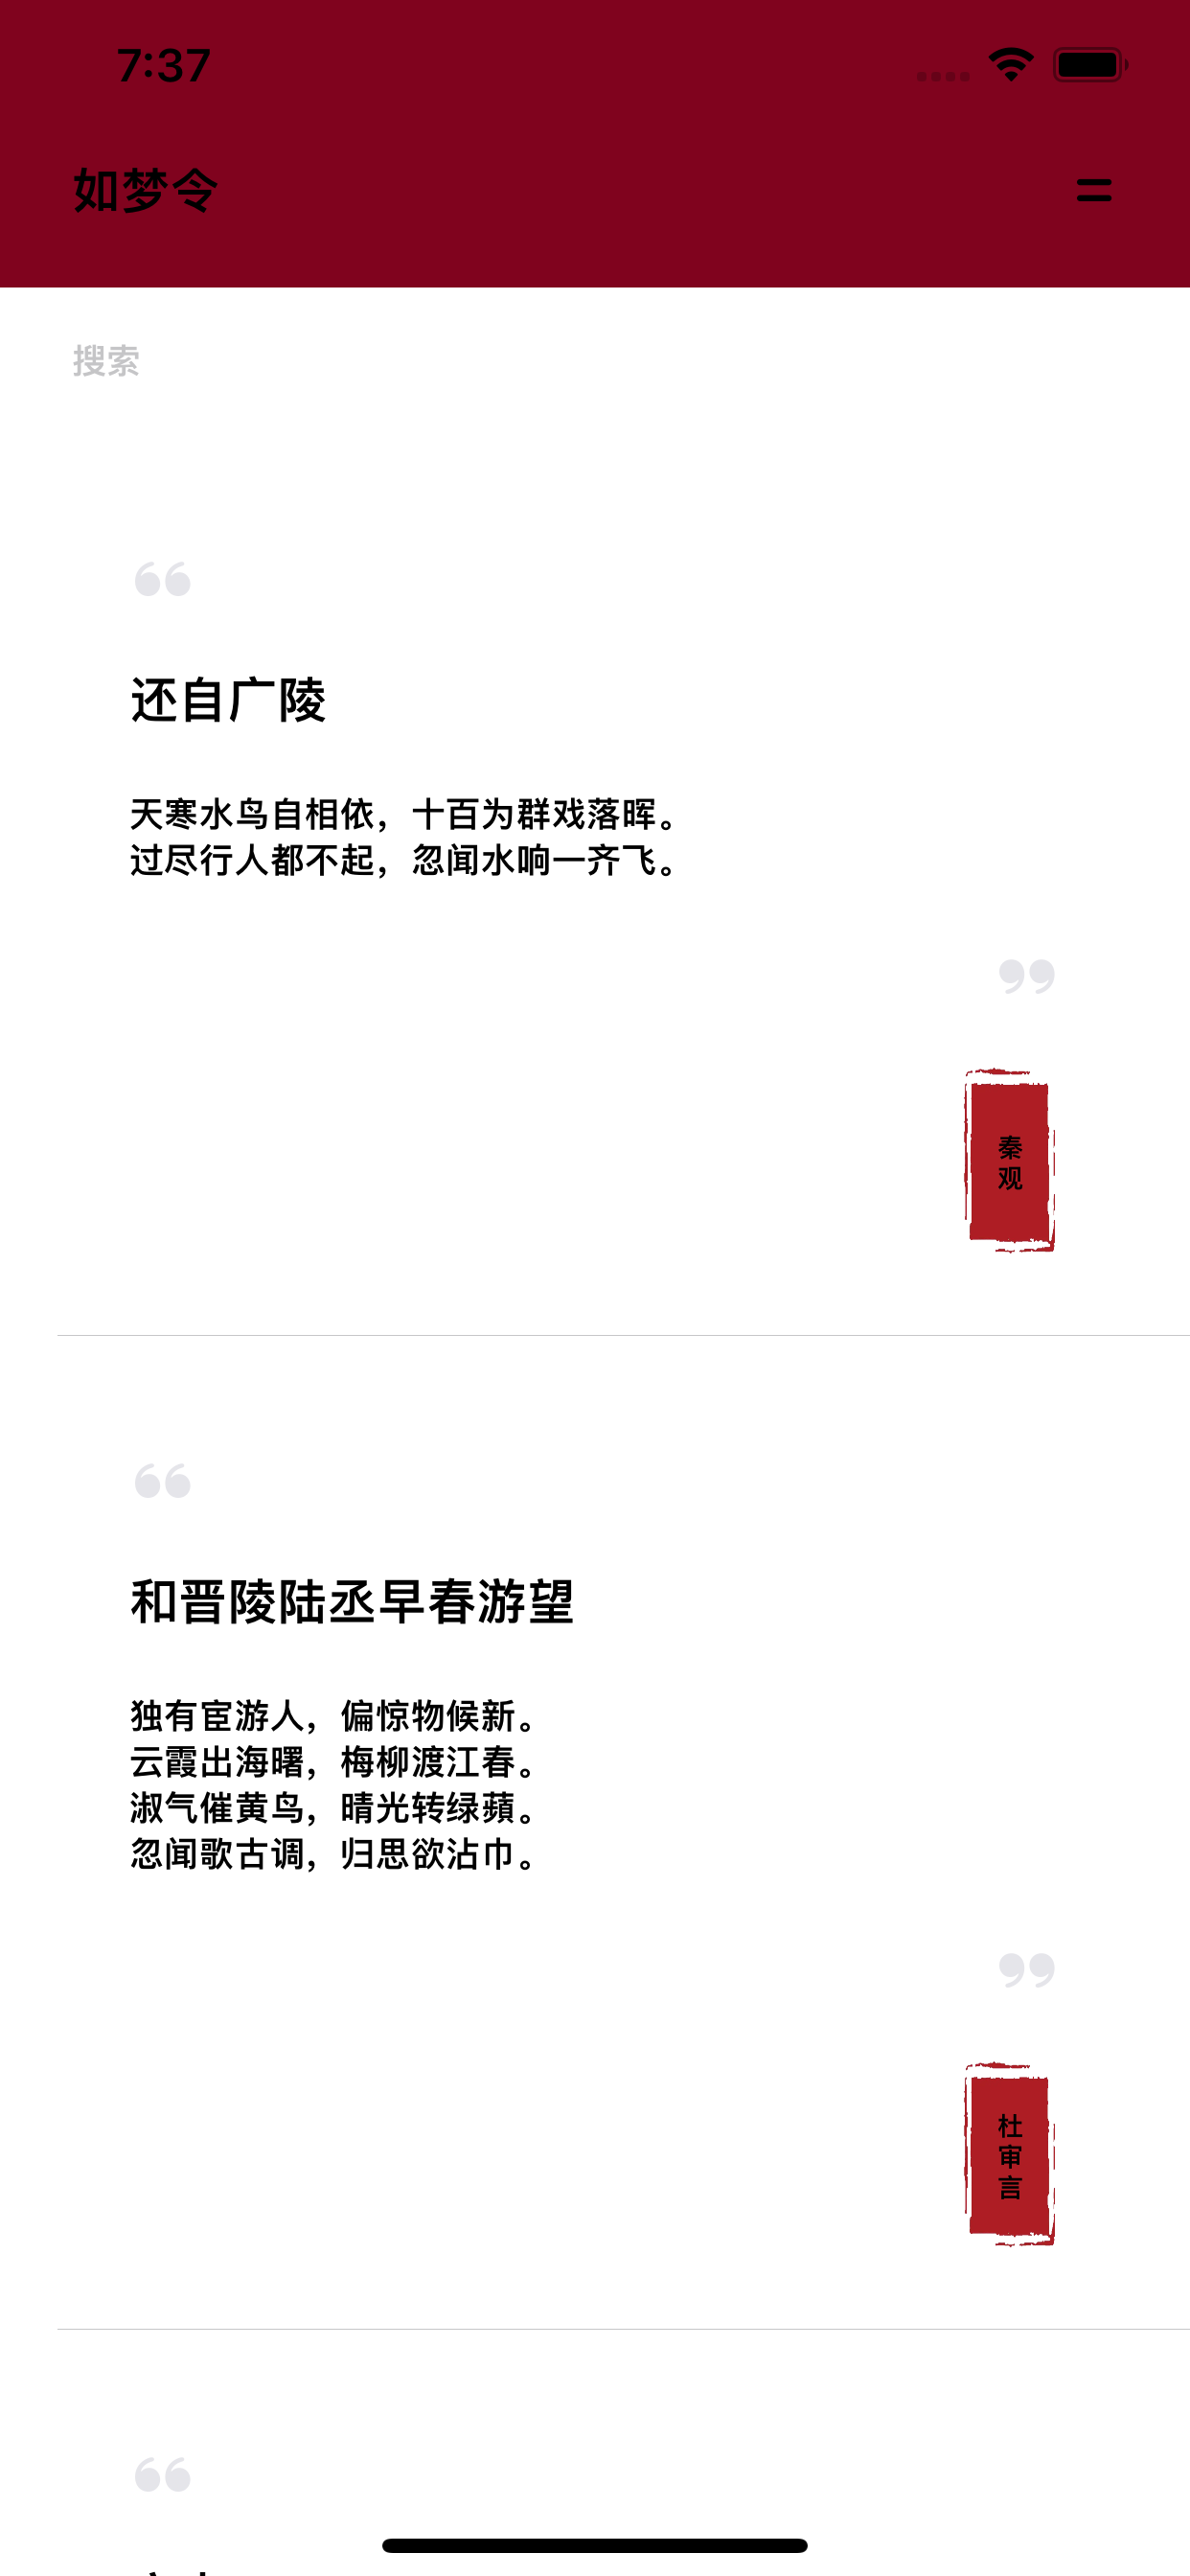 7:37
如梦令
搜索
还自广陵
天寒水鸟自相依，十百为群戏落晖。
过尽行人都不起，忽闻水响一齐飞。
秦观
和晋陵陆丞早春游望
独有宦游人，偏惊物候新。
云霞出海曙，梅柳渡江春。
淑气催黄鸟，晴光转绿蘋。
忽闻歌古调，归思欲沾巾。
杜审言